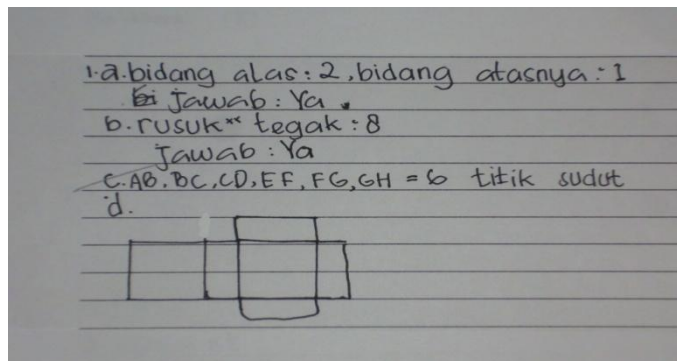 1.a.bidang alas : 2, bidang atasnya : 1
Jawab : Ya.
b. rusuk" tegak : 8
Jawab : Ya
C. AB, BC, CD, EF, FG, GH = 6 titik sudut
d.